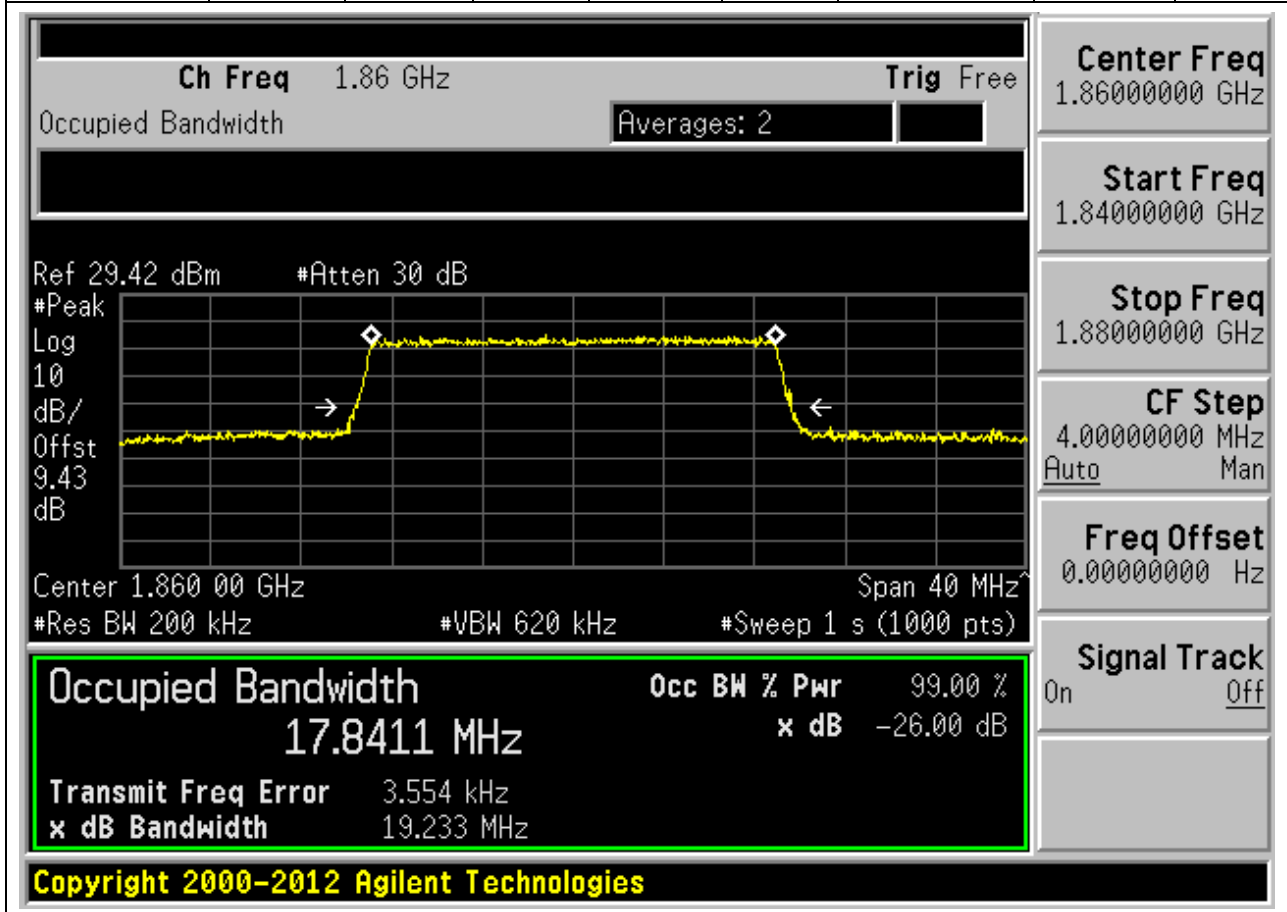 Ch Freq 1.86 GHz Trig Free
Occupied Bandwidth Averages: 2
Ref 29.42 dBm #Atten 30 dB
#Peak
Log
10
dB/
Offst
9.43
dB
Center 1.860 00 GHz Span 40 MHz^
#Res BW 200 kHz #VBW 620 kHz #Sweep 1 s (1000 pts)
Occupied Bandwidth
17.8411 MHz
Occ BW % Pwr 99.00 %
x dB -26.00 dB
Transmit Freq Error 3.554 kHz
x dB Bandwidth 19.233 MHz
Copyright 2000-2012 Agilent Technologies
Center Freq
1.86000000 GHz
Start Freq
1.84000000 GHz
Stop Freq
1.88000000 GHz
CF Step
4.00000000 MHz
Auto Man
Freq Offset
0.00000000 Hz
Signal Track
On Off